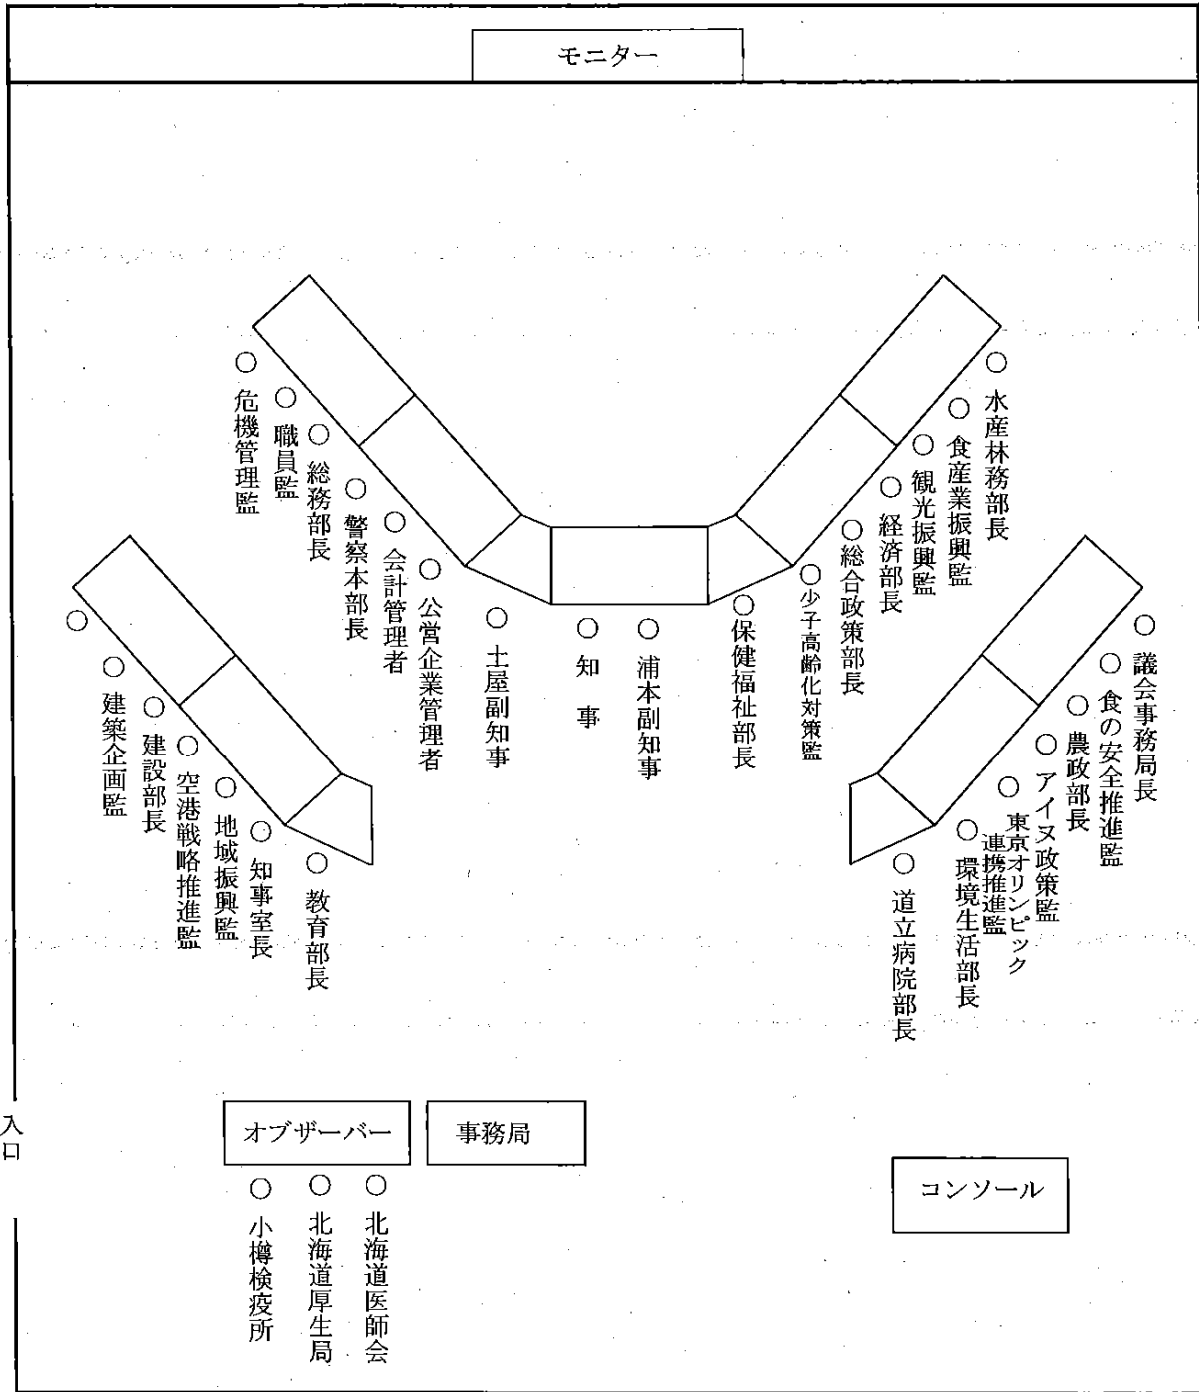 モニター
○ 危機管理監
○ 職員監
○ 総務部長
○ 警察本部長
○ 会計管理者
○ 公営企業管理者
○ 土屋副知事
○ 知事
○ 浦本副知事
○ 保健福祉部長
○ 少子高齢化対策監
○ 総合政策部長
○ 経済部長
○ 観光振興監
○ 食産業振興監
○ 水産林務部長
○
○ 建築企画監
○ 建設部長
○ 空港戦略推進監
○ 地域振興監
○ 知事室長
○ 教育部長
○ 道立病院部長
○ 環境生活部長
○ 東京オリンピック
連携推進監
○ アイヌ政策監
○ 農政部長
○ 食の安全推進監
○ 議会事務局長
入口
オブザーバー
事務局
コンソール
○ 小樽検疫所
○ 北海道厚生局
○ 北海道医師会